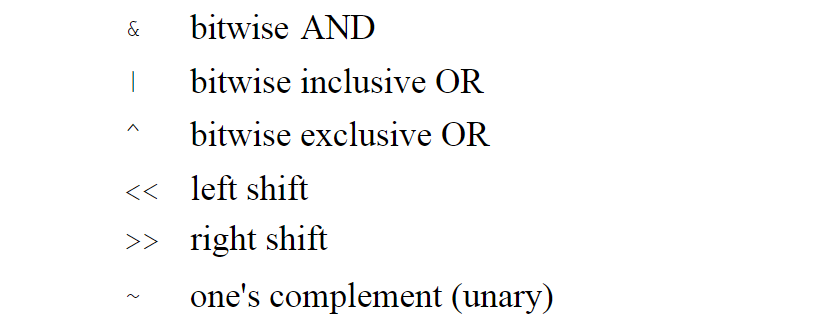 & bitwise AND
| bitwise inclusive OR
^ bitwise exclusive OR
<< left shift
>> right shift
~ one's complement (unary)